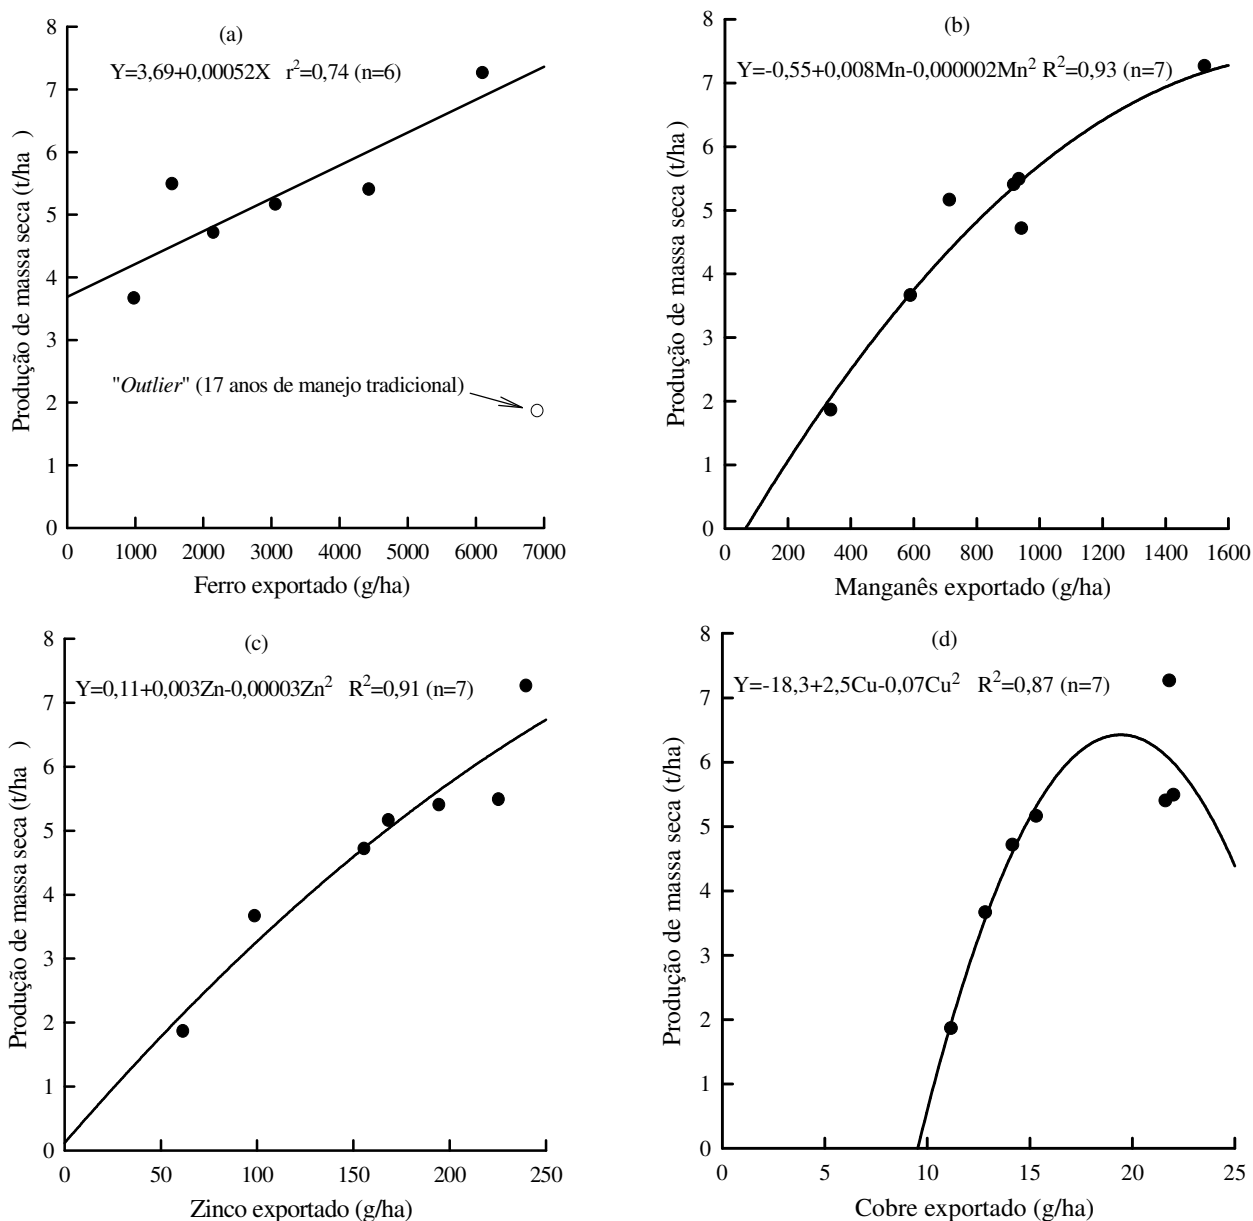 (a)
Y=3,69+0,00052X r²=0,74 (n=6)
8
7
6
5
4
3
2
1
0
Produção de massa seca (t/ha )
"Outlier" (17 anos de manejo tradicional)
0 1000 2000 3000 4000 5000 6000 7000
Ferro exportado (g/ha)
(b)
Y=-0,55+0,008Mn-0,000002Mn² R²=0,93 (n=7)
8
7
6
5
4
3
2
1
0
Produção de massa seca (t/ha )
0 200 400 600 800 1000 1200 1400 1600
Manganês exportado (g/ha)
(c)
Y=0,11+0,003Zn-0,00003Zn² R²=0,91 (n=7)
8
7
6
5
4
3
2
1
0
Produção de massa seca (t/ha )
0 50 100 150 200 250
Zinco exportado (g/ha)
(d)
Y=-18,3+2,5Cu-0,07Cu² R²=0,87 (n=7)
8
7
6
5
4
3
2
1
0
Produção de massa seca (t/ha)
0 5 10 15 20 25
Cobre exportado (g/ha)